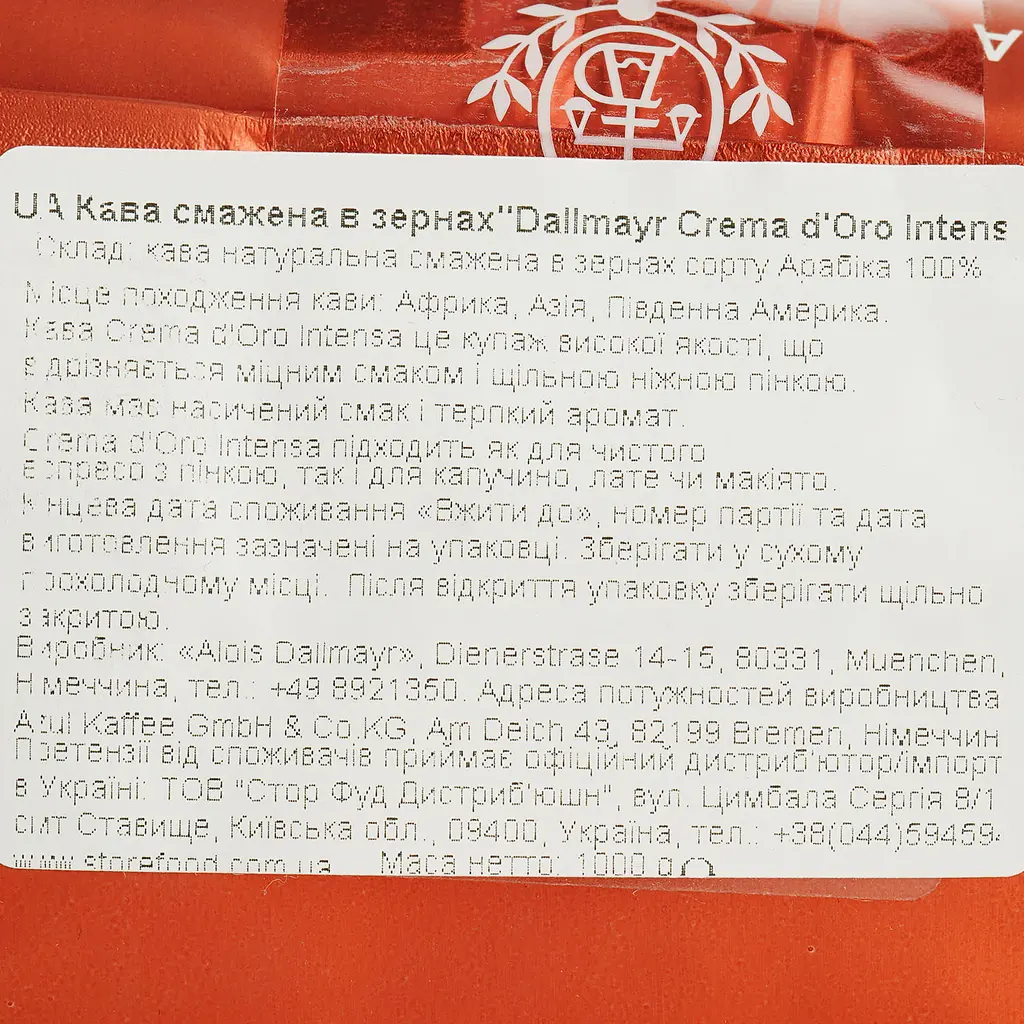 UA Кава смажена в зернах"Dallmayr Crema d'Oro Intens
Склад: кава натуральна смажена в зернах сорту Арабіка 100%
Місце походження кави: Африка, Азія, Південна Америка.
Кава Crema d'Oro Intensa це купаж високої якості, що
відрізняється міцним смаком і щільною ніжною пінкою.
Кава має насичений смак і терпкий аромат.
Crema d'Oro Intensa підходить як для чистого
Еспресо з пінкою, так і для капучино, лате чи макіято.
Кінцева дата споживання «Вжити до», номер партії та дата
виготовлення зазначені на упаковці. Зберігати у сухому
прохолодному місці. Після відкриття упаковку зберігати щільно
закритою.
Виробник: «Alois Dallmayr», Dienerstrase 14-15, 80331, Muenchen,
Німеччина, тел.: +49 8921350. Адреса потужностей виробництва
Azul Kaffee GmbH & Co.KG, Am Deich 43, 82199 Bremen, Німеччин
Претензії від споживачів приймає офіційний дистриб'ютор/імпорт
в Україні: ТОВ "Стор Фуд Дистриб'юшн", вул. Цимбала Сергія 8/1
смт Ставище, Київська обл., 09400, Україна, тел.: +38(044)59459
www.storefood.com.ua Маса нетто: 1000 g